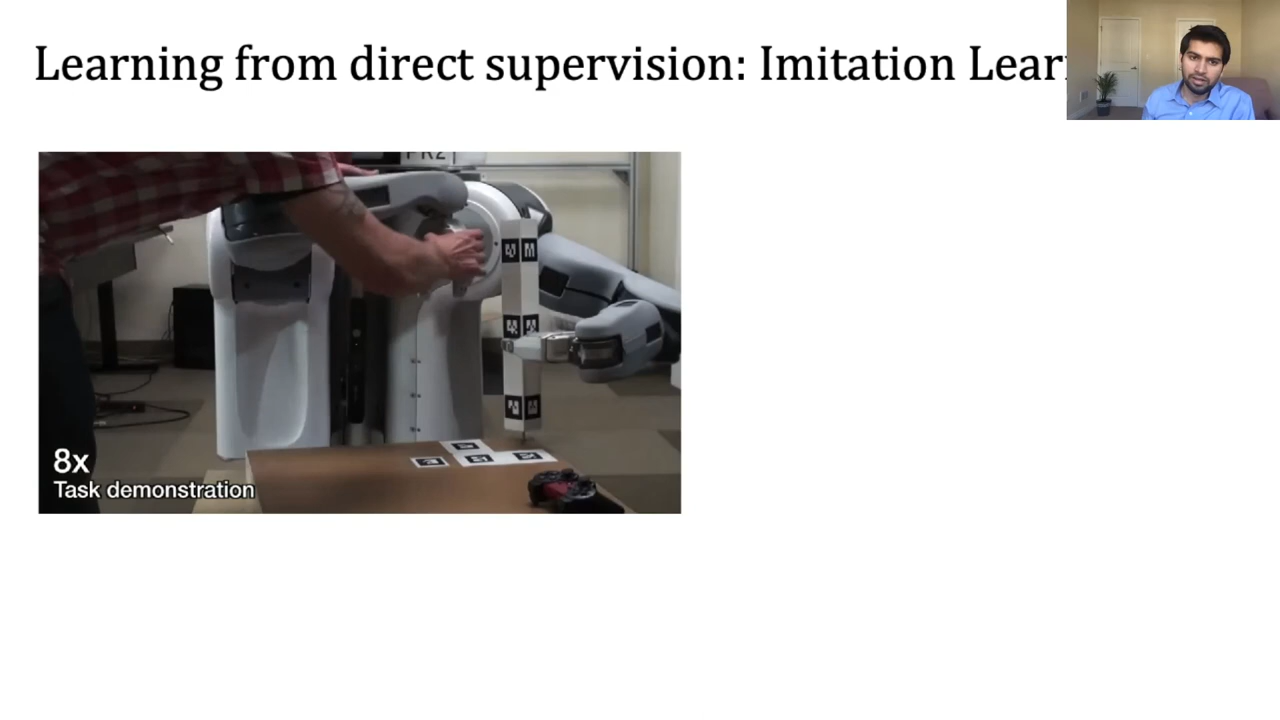 Learning from direct supervision: Imitation Lear
PR2
8x
Task demonstration